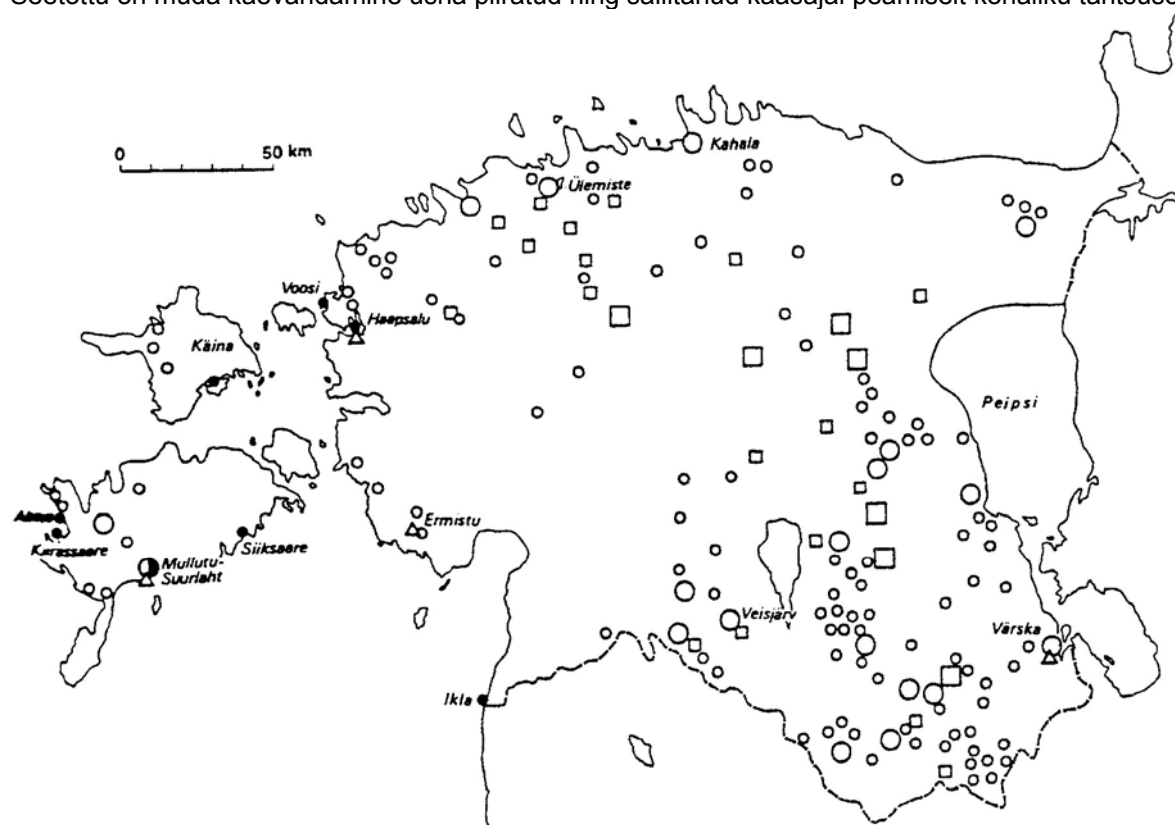 Seetõttu on muda kaevandamine üsna piiratud ning säilitanud kaasajal peamiselt kohaliku tähtsuse
0 50 km
Kahala
Ülemiste
Voosi
Haapsalu
Käina
Peipsi
Ermistu
Siiksaare
Mullutu-
Suurlaht
Veisjärv
Värska
Ikla